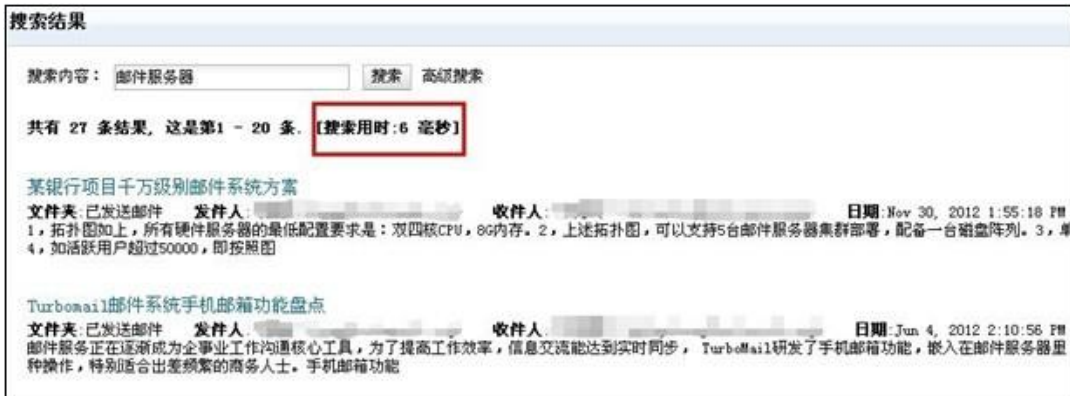 搜索结果
搜索内容： 邮件服务器 搜索 高级搜索
共有 27 条结果, 这是第1 - 20 条. [搜索用时:6 毫秒]
某银行项目千万级别邮件系统方案
文件夹:已发送邮件 发件人: 收件人: 日期:Nov 30, 2012 1:55:18 PM
1，拓扑图如上，所有硬件服务器的最低配置要求是：双四核CPU，8G内存。2，上述拓扑图，可以支持5台邮件服务器集群部署，配备一台磁盘阵列。3，单
4，如活跃用户超过50000，即按照图
Turbomail邮件系统手机邮箱功能盘点
文件夹:已发送邮件 发件人: 收件人: 日期:Jun 4, 2012 2:10:56 PM
邮件服务正在逐渐成为企事业工作沟通核心工具，为了提高工作效率，信息交流能达到实时同步， TurboMail研发了手机邮箱功能，嵌入在邮件服务器里
种操作，特别适合出差频繁的商务人士。手机邮箱功能